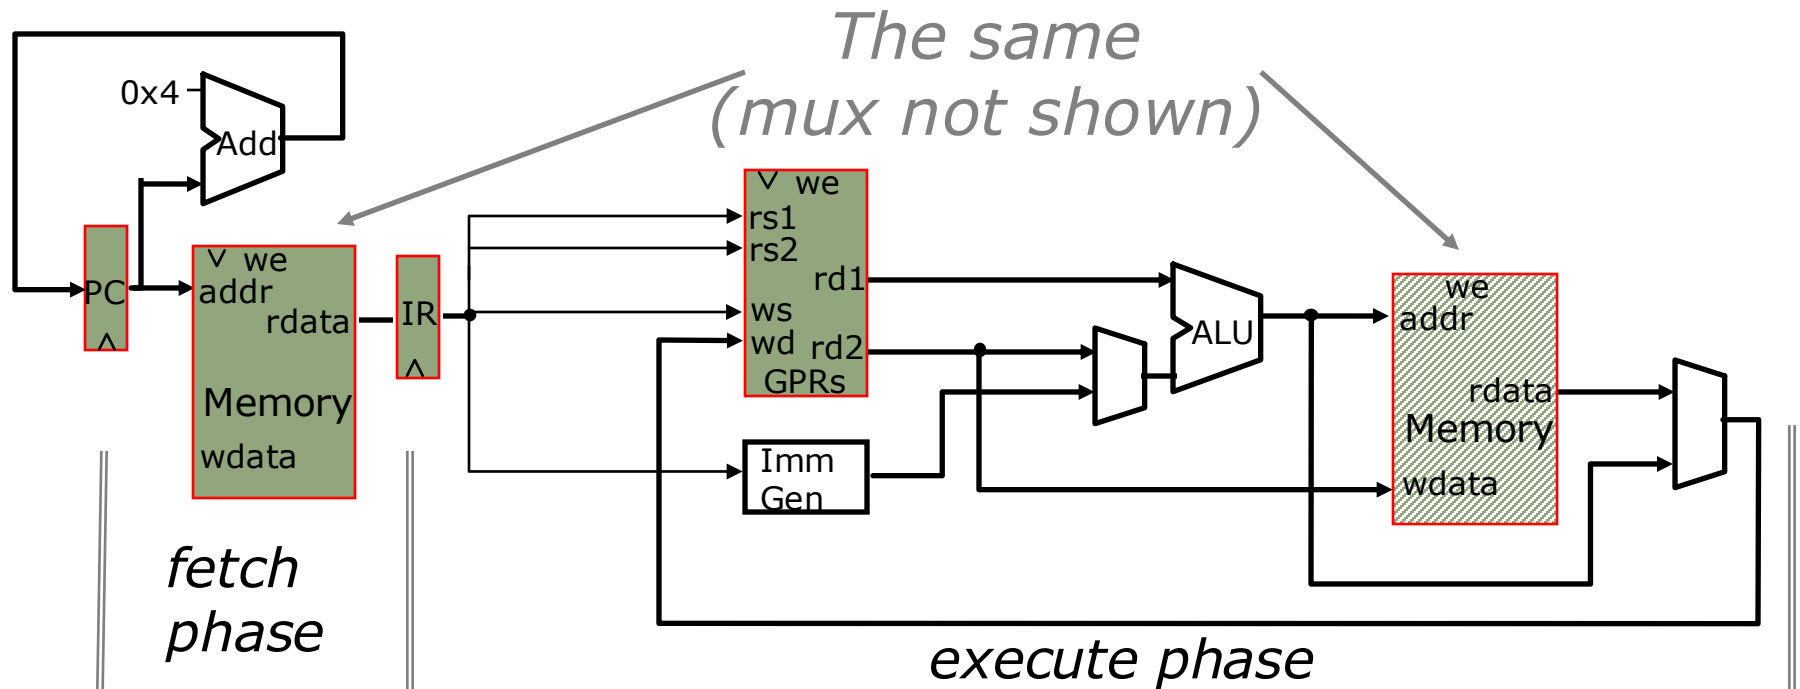 The same
(mux not shown)
0x4
Add
PC
we
addr
rdata
Memory
wdata
IR
we
rs1
rs2
rd1
ws
wd
rd2
GPRs
Imm
Gen
ALU
we
addr
rdata
Memory
wdata
fetch
phase
execute phase